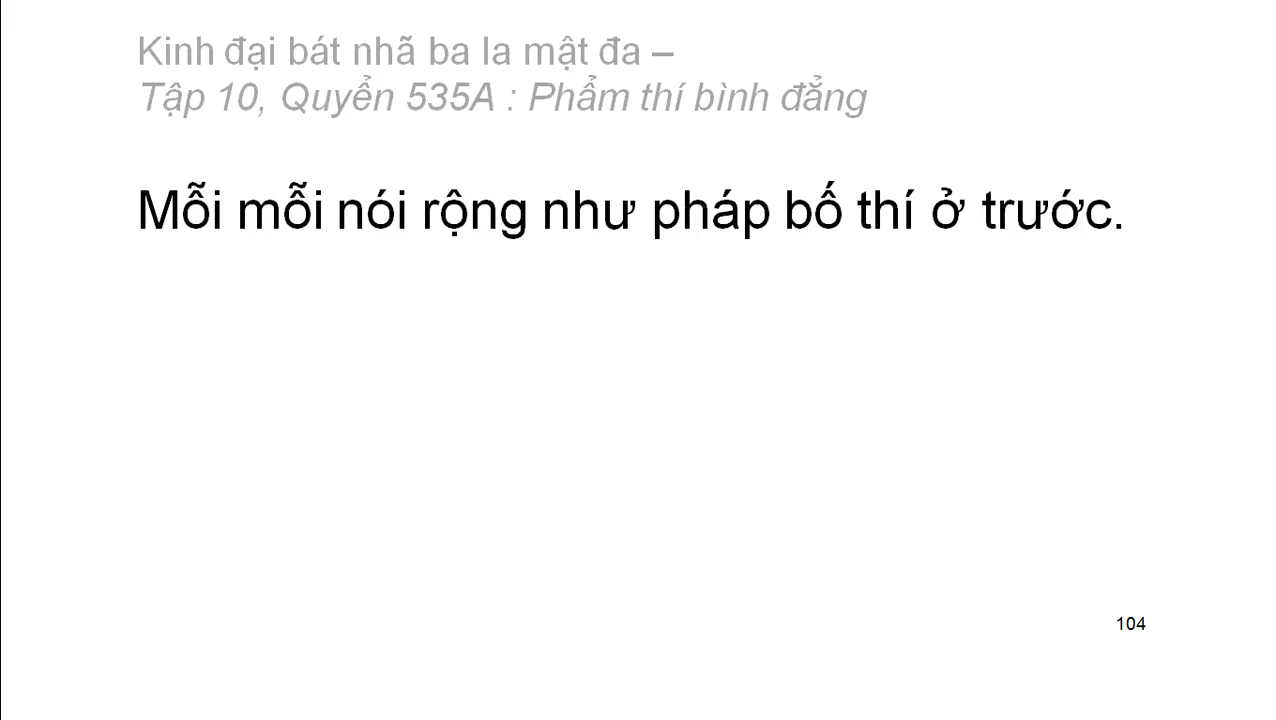 Kinh đại bát nhã ba la mật đa –
Tập 10, Quyển 535A : Phẩm thí bình đẳng
Mỗi mỗi nói rộng như pháp bố thí ở trước.
104